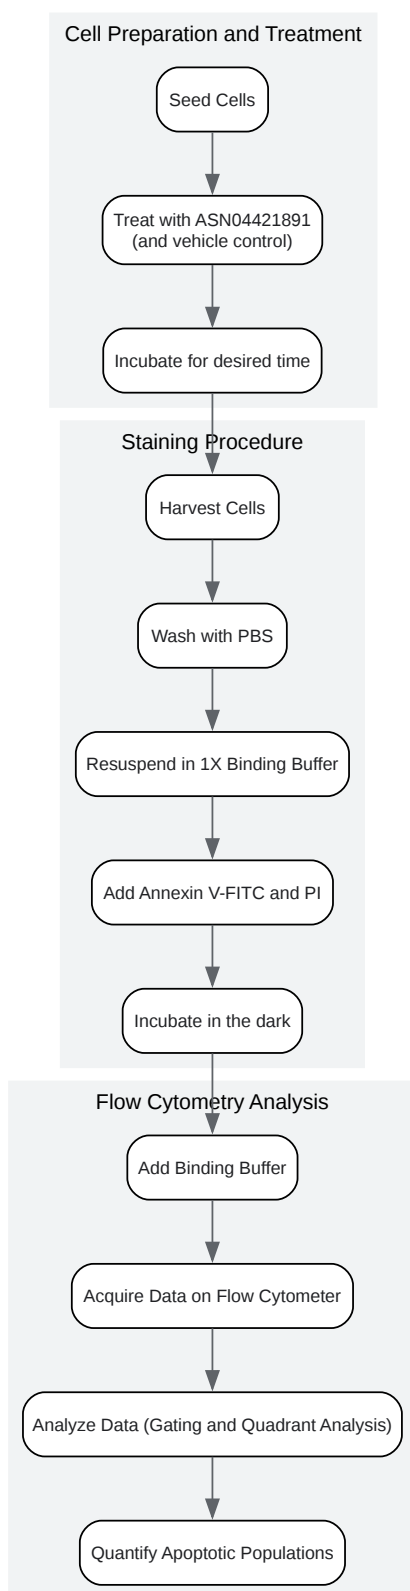 Cell Preparation and Treatment
Seed Cells
Treat with ASN04421891
(and vehicle control)
Incubate for desired time
Staining Procedure
Harvest Cells
Wash with PBS
Resuspend in 1X Binding Buffer
Add Annexin V-FITC and PI
Incubate in the dark
Flow Cytometry Analysis
Add Binding Buffer
Acquire Data on Flow Cytometer
Analyze Data (Gating and Quadrant Analysis)
Quantify Apoptotic Populations